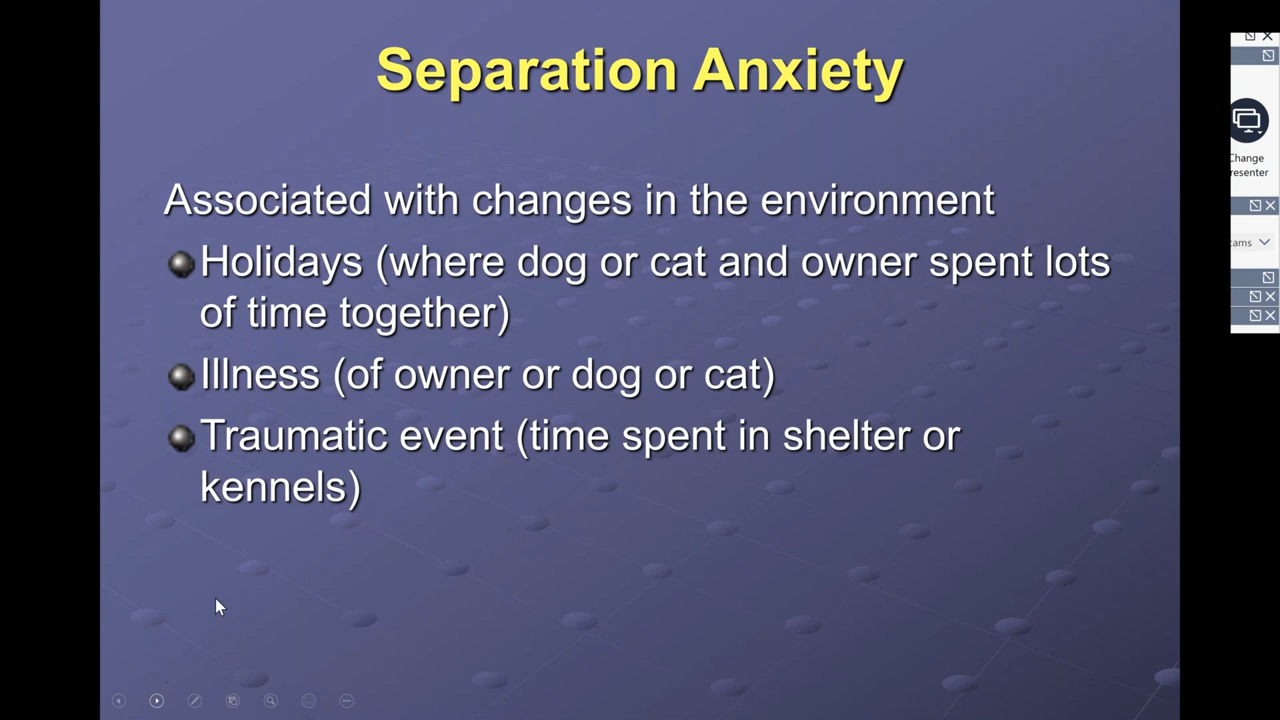 Separation Anxiety
Associated with changes in the environment
Holidays (where dog or cat and owner spent lots
of time together)
Illness (of owner or dog or cat)
Traumatic event (time spent in shelter or
kennels)
Change
resenter
ams